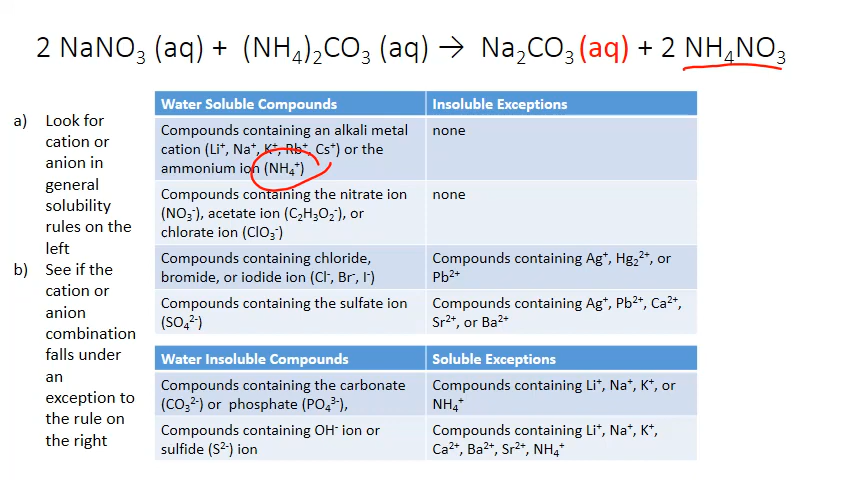 2 NaNO₃ (aq) + (NH₄)₂CO₃ (aq) → Na₂CO₃ (aq) + 2 NH₄NO₃
a) Look for
cation or
anion in
general
solubility
rules on the
left
b) See if the
cation or
anion
combination
falls under
an
exception to
the rule on
the right
Water Soluble Compounds
Insoluble Exceptions
Compounds containing an alkali metal
cation (Li⁺, Na⁺, K⁺, Rb⁺, Cs⁺) or the
ammonium ion (NH₄⁺)
none
Compounds containing the nitrate ion
(NO₃⁻), acetate ion (C₂H₃O₂⁻), or
chlorate ion (ClO₃⁻)
none
Compounds containing chloride,
bromide, or iodide ion (Cl⁻, Br⁻, I⁻)
Compounds containing Ag⁺, Hg₂²⁺, or
Pb²⁺
Compounds containing the sulfate ion
(SO₄²⁻)
Compounds containing Ag⁺, Pb²⁺, Ca²⁺,
Sr²⁺, or Ba²⁺
Water Insoluble Compounds
Soluble Exceptions
Compounds containing the carbonate
(CO₃²⁻) or phosphate (PO₄³⁻),
Compounds containing Li⁺, Na⁺, K⁺, or
NH₄⁺
Compounds containing OH⁻ ion or
sulfide (S²⁻) ion
Compounds containing Li⁺, Na⁺, K⁺,
Ca²⁺, Ba²⁺, Sr²⁺, NH₄⁺